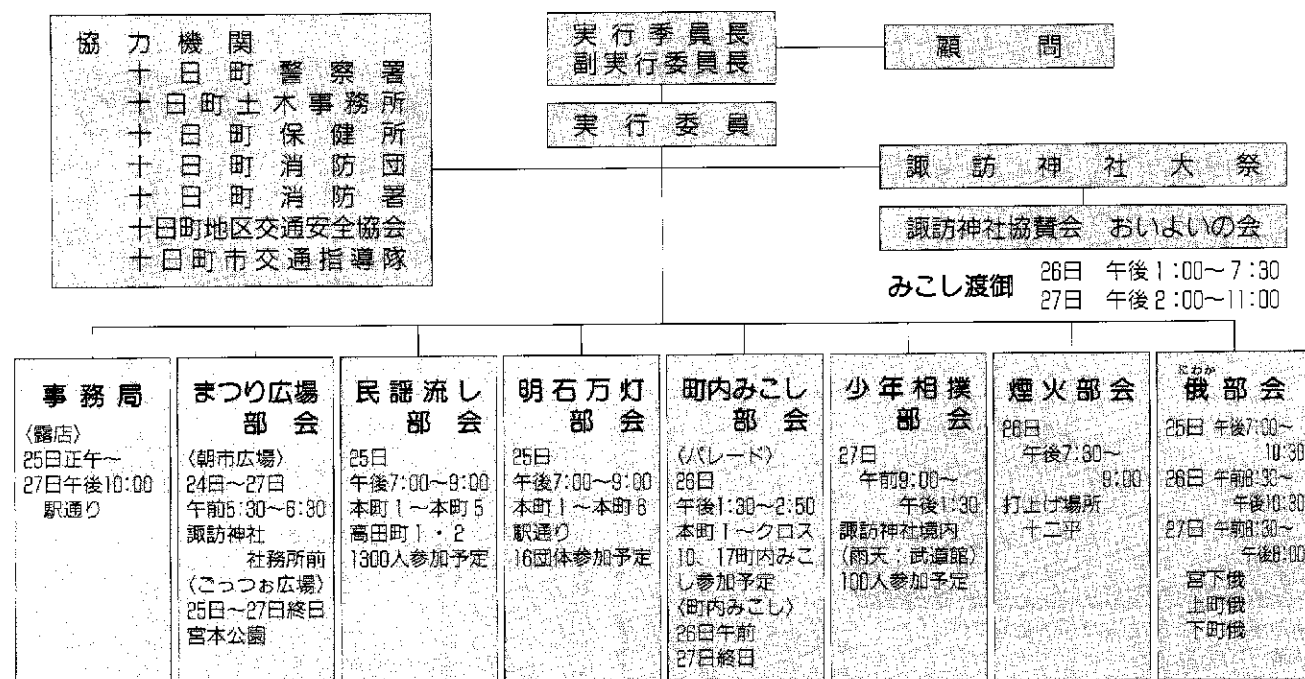 協力機関
十日町警察署
十日町土木事務所
十日町保健所
十日町消防団
十日町消防署
十日町地区交通安全協会
十日町市交通指導隊
実行委員長
副実行委員長
顧問
実行委員
諏訪神社大祭
諏訪神社協賛会 おいよいの会
みこし渡御
26日 午後1:00〜7:30
27日 午後2:00〜11:00
事務局
〈露店〉
25日正午〜
27日午後10:00
駅通り
まつり広場
部会
〈朝市広場〉
24日〜27日
午前5:30〜6:30
諏訪神社
社務所前
〈ごっつぉ広場〉
25日〜27日終日
宮本公園
民謡流し
部会
25日
午後7:00〜9:00
本町1〜本町5
高田町1・2
1300人参加予定
明石万灯
部会
25日
午後7:00〜9:00
本町1〜本町6
駅通り
16団体参加予定
町内みこし
部会
〈パレード〉
26日
午後1:30〜2:50
本町1〜クロス
10、17町内みこ
し参加予定
〈町内みこし〉
26日午前
27日終日
少年相撲
部会
27日
午前9:00〜
午後1:30
諏訪神社境内
(雨天;武道館)
100人参加予定
煙火部会
26日
午後7:30〜
9:00
打上げ場所
十二平
にわか
俄部会
25日 午後7:00〜
10:30
26日 午前8:30〜
午後10:30
27日 午前8:30〜
宮下俄
上町俄
下町俄